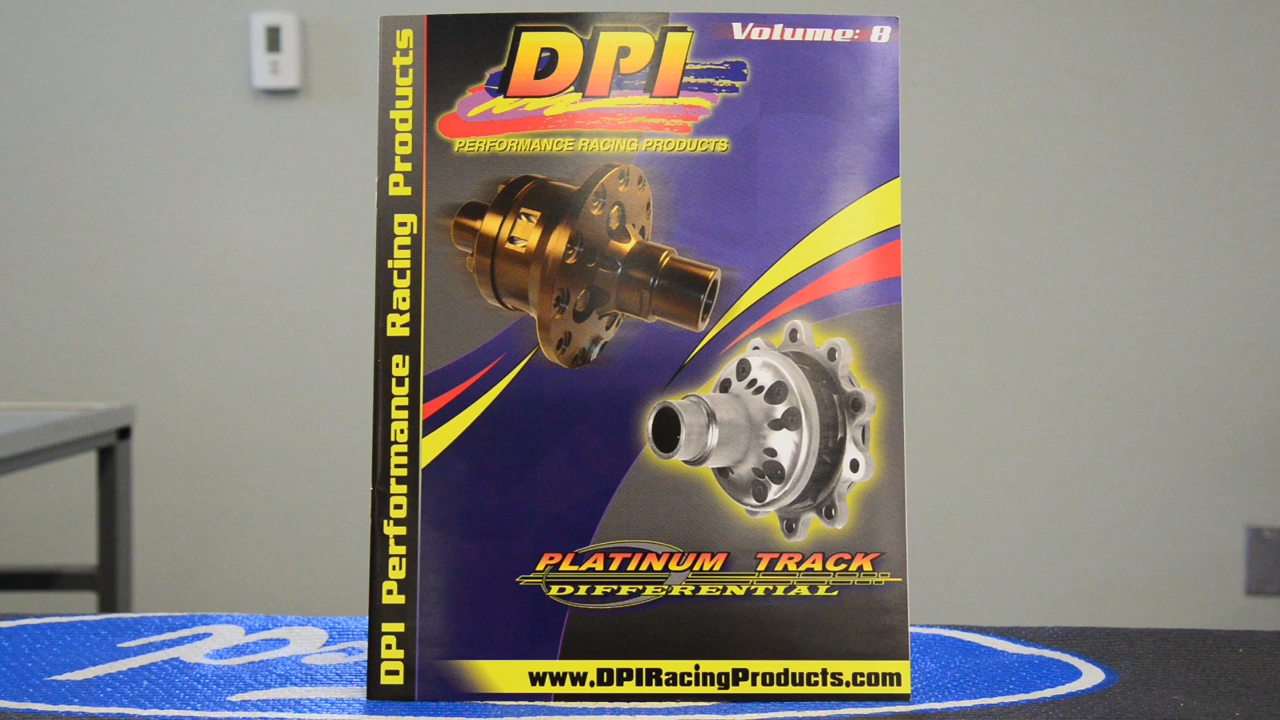 DPI Performance Racing Products
Volume: 8
DPI
PERFORMANCE RACING PRODUCTS
PLATINUM TRACK
DIFFERENTIAL
www.DPIRacingProducts.com